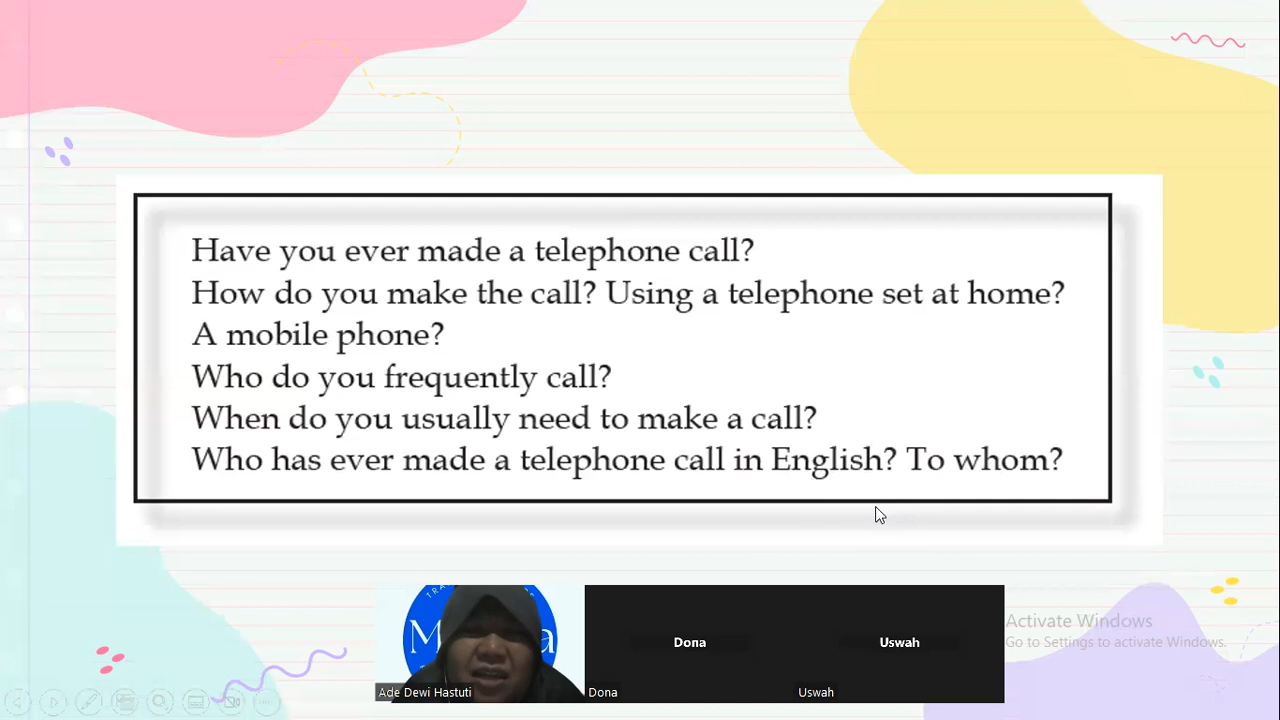 Have you ever made a telephone call?
How do you make the call? Using a telephone set at home?
A mobile phone?
Who do you frequently call?
When do you usually need to make a call?
Who has ever made a telephone call in English? To whom?
Dona
Uswah
Activate Windows
Go to Settings to activate Windows.
Ade Dewi Hastuti
Dona
Uswah